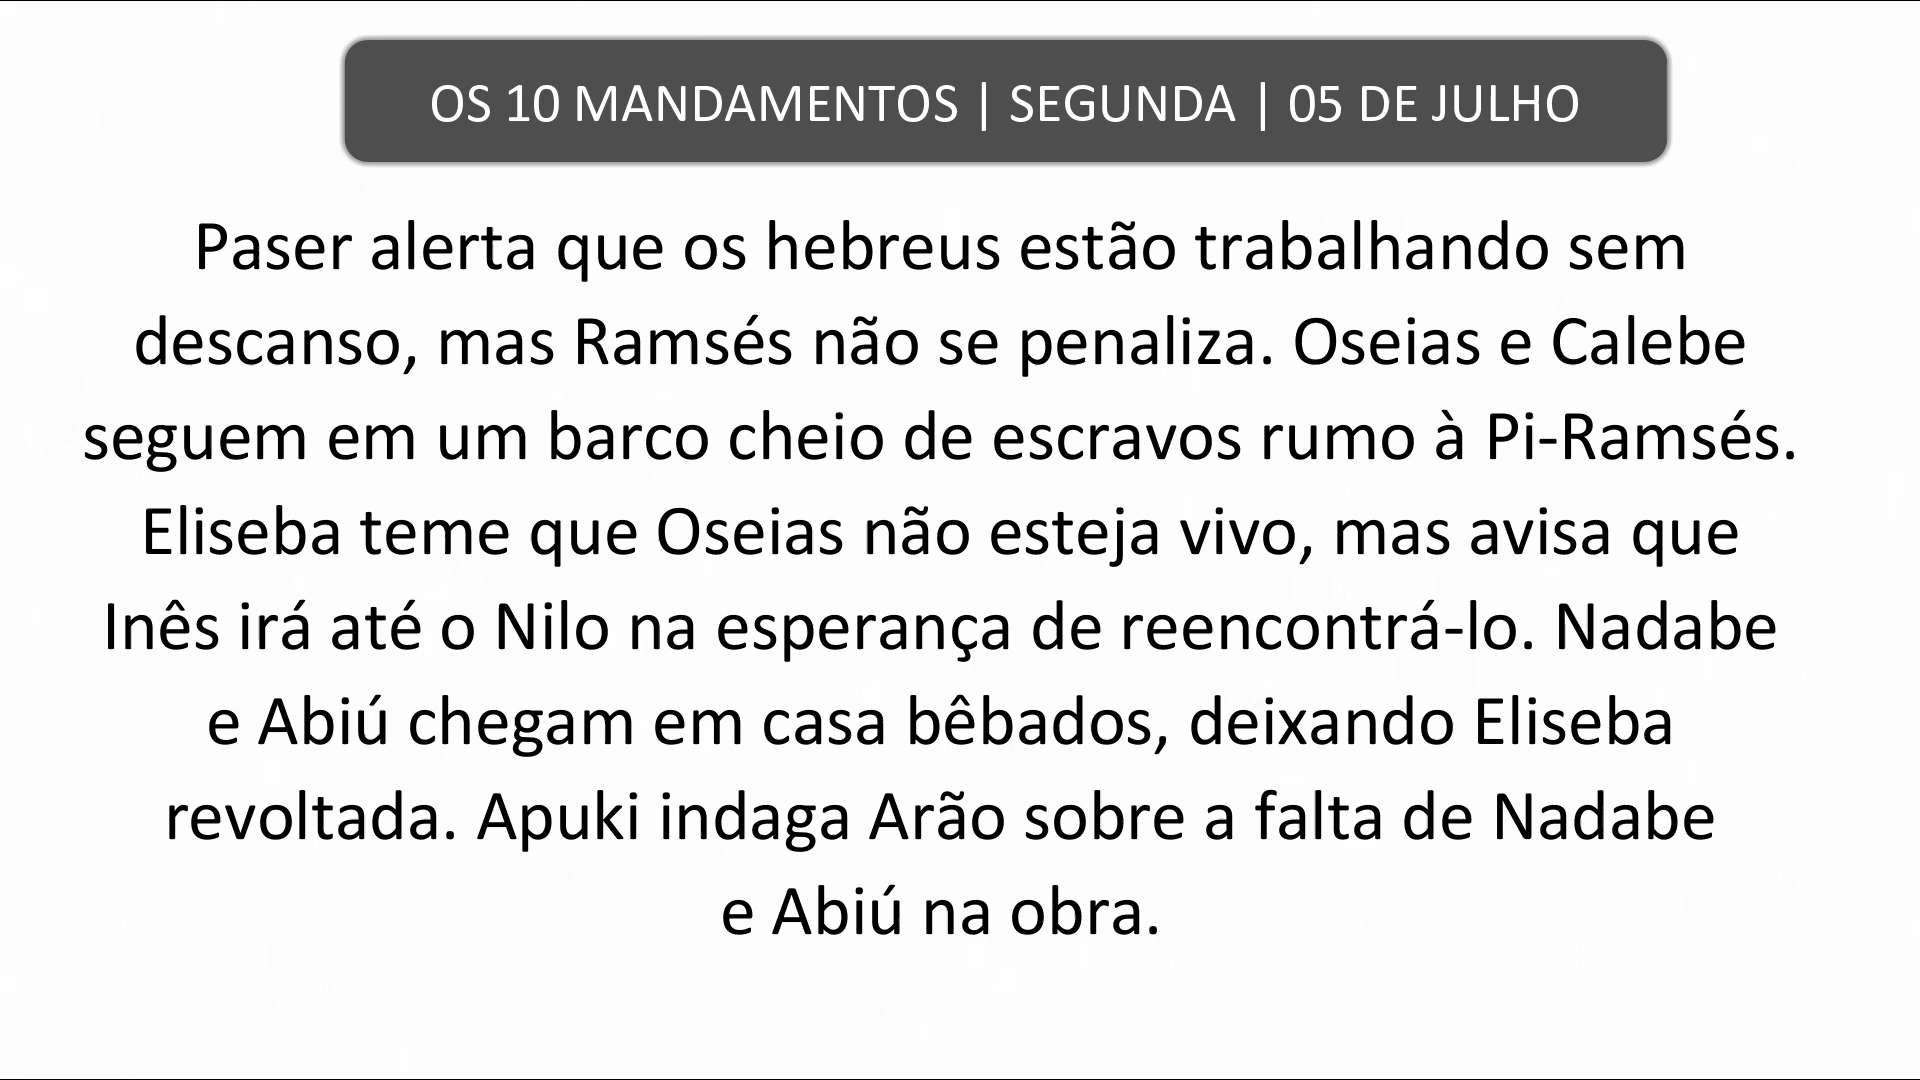 OS 10 MANDAMENTOS | SEGUNDA | 05 DE JULHO
Paser alerta que os hebreus estão trabalhando sem
descanso, mas Ramsés não se penaliza. Oseias e Calebe
seguem em um barco cheio de escravos rumo à Pi-Ramsés.
Eliseba teme que Oseias não esteja vivo, mas avisa que
Inês irá até o Nilo na esperança de reencontrá-lo. Nadabe
e Abiú chegam em casa bêbados, deixando Eliseba
revoltada. Apuki indaga Arão sobre a falta de Nadabe
e Abiú na obra.